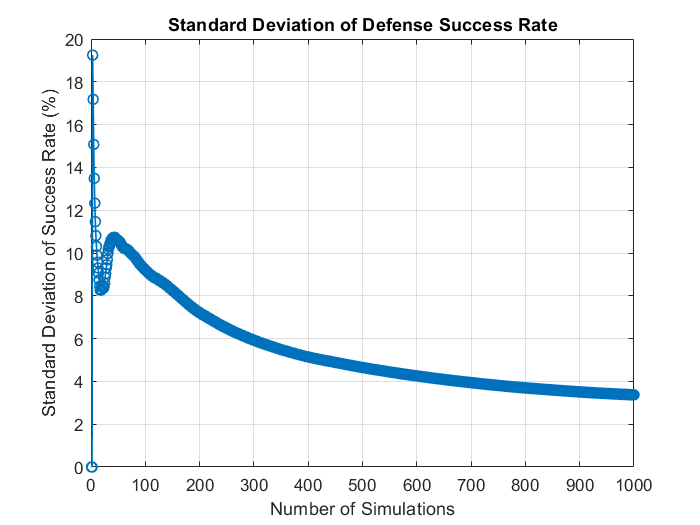 Standard Deviation of Defense Success Rate
Standard Deviation of Success Rate (%)
20
18
16
14
12
10
8
6
4
2
0
0 100 200 300 400 500 600 700 800 900 1000
Number of Simulations